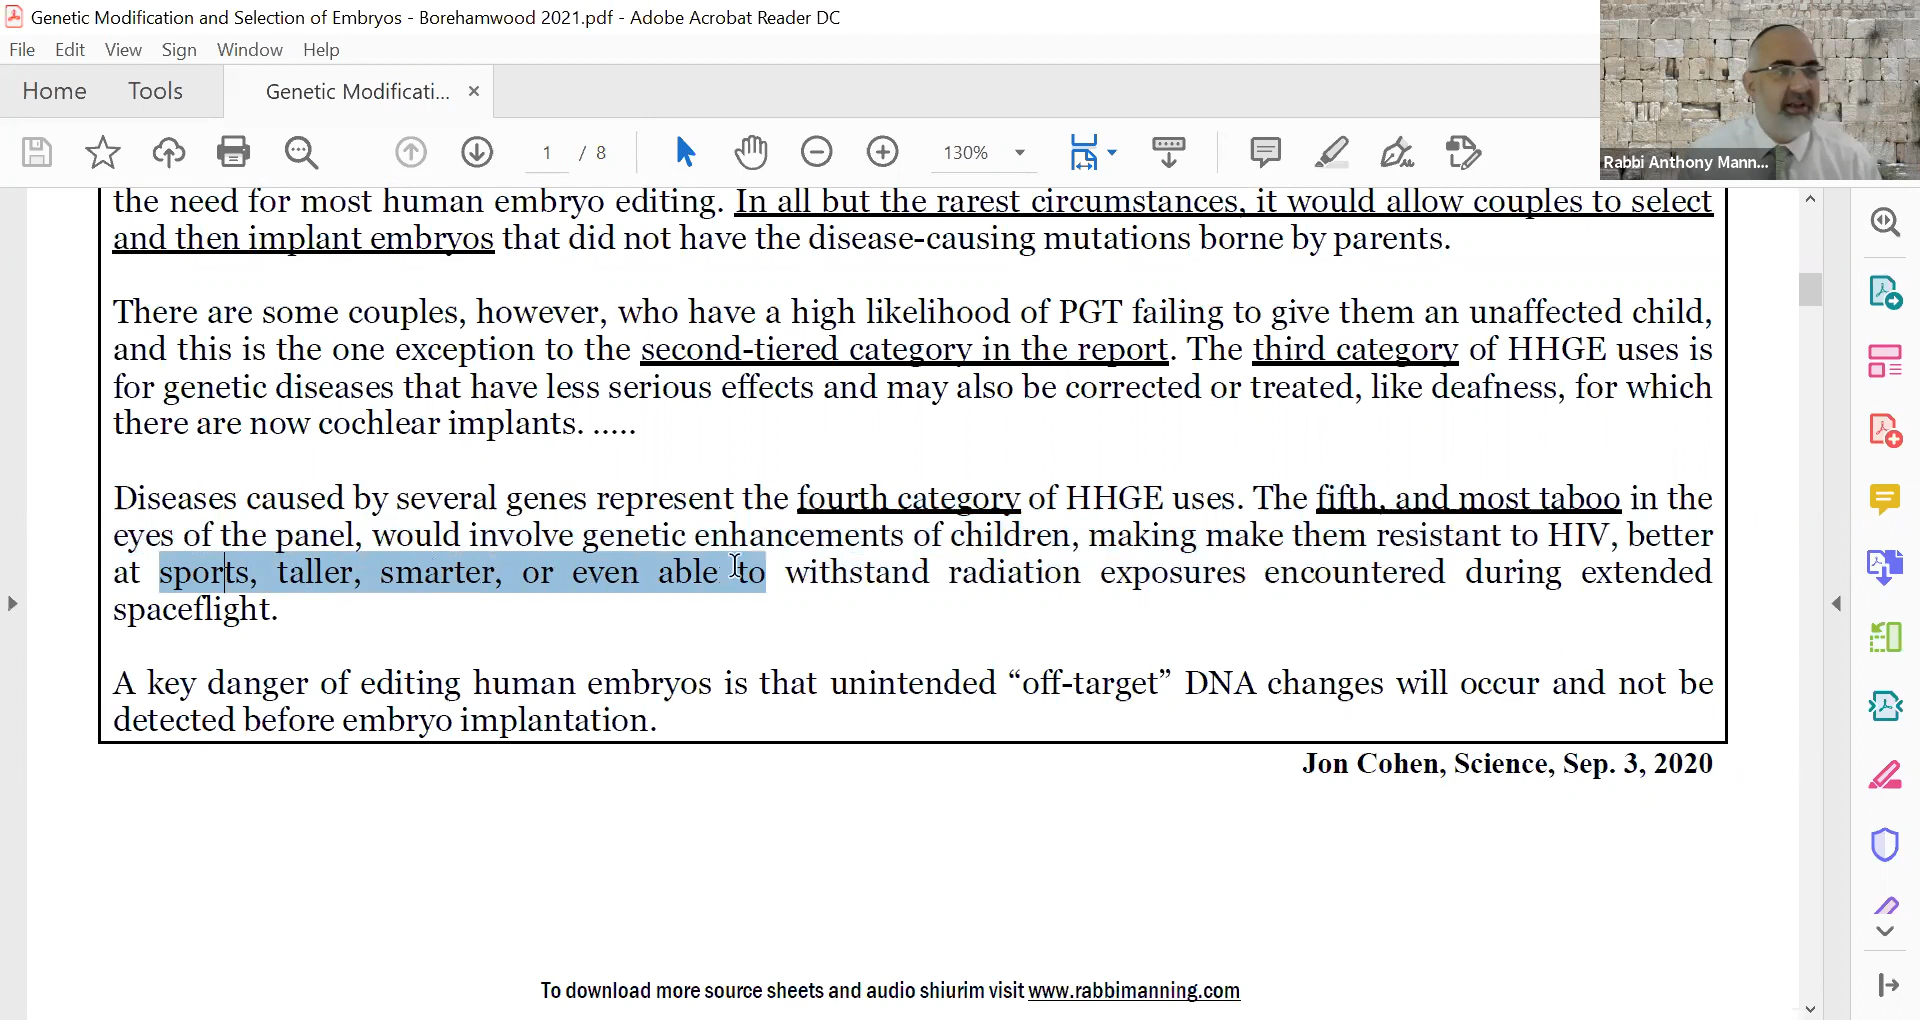 Genetic Modification and Selection of Embryos - Borehamwood 2021.pdf - Adobe Acrobat Reader DC
File Edit View Sign Window Help
Home Tools Genetic Modificati... ×
1 / 8 130%
Rabbi Anthony Mann...
the need for most human embryo editing. In all but the rarest circumstances, it would allow couples to select
and then implant embryos that did not have the disease-causing mutations borne by parents.
There are some couples, however, who have a high likelihood of PGT failing to give them an unaffected child,
and this is the one exception to the second-tiered category in the report. The third category of HHGE uses is
for genetic diseases that have less serious effects and may also be corrected or treated, like deafness, for which
there are now cochlear implants. .....
Diseases caused by several genes represent the fourth category of HHGE uses. The fifth, and most taboo in the
eyes of the panel, would involve genetic enhancements of children, making make them resistant to HIV, better
at sports, taller, smarter, or even able to withstand radiation exposures encountered during extended
spaceflight.
A key danger of editing human embryos is that unintended “off-target” DNA changes will occur and not be
detected before embryo implantation.
Jon Cohen, Science, Sep. 3, 2020
To download more source sheets and audio shiurim visit www.rabbimanning.com